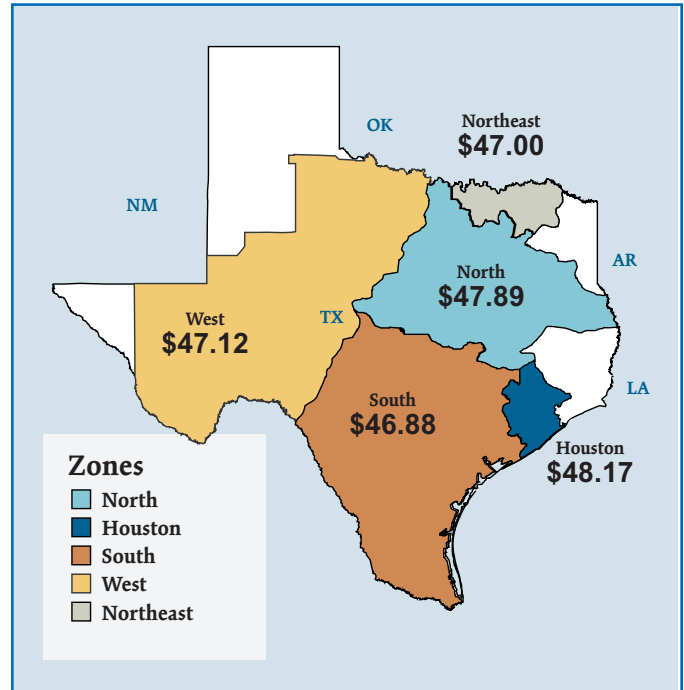 OK
Northeast
$47.00
NM
AR
North
$47.89
West
$47.12
TX
LA
South
$46.88
Houston
$48.17
Zones
North
Houston
South
West
Northeast